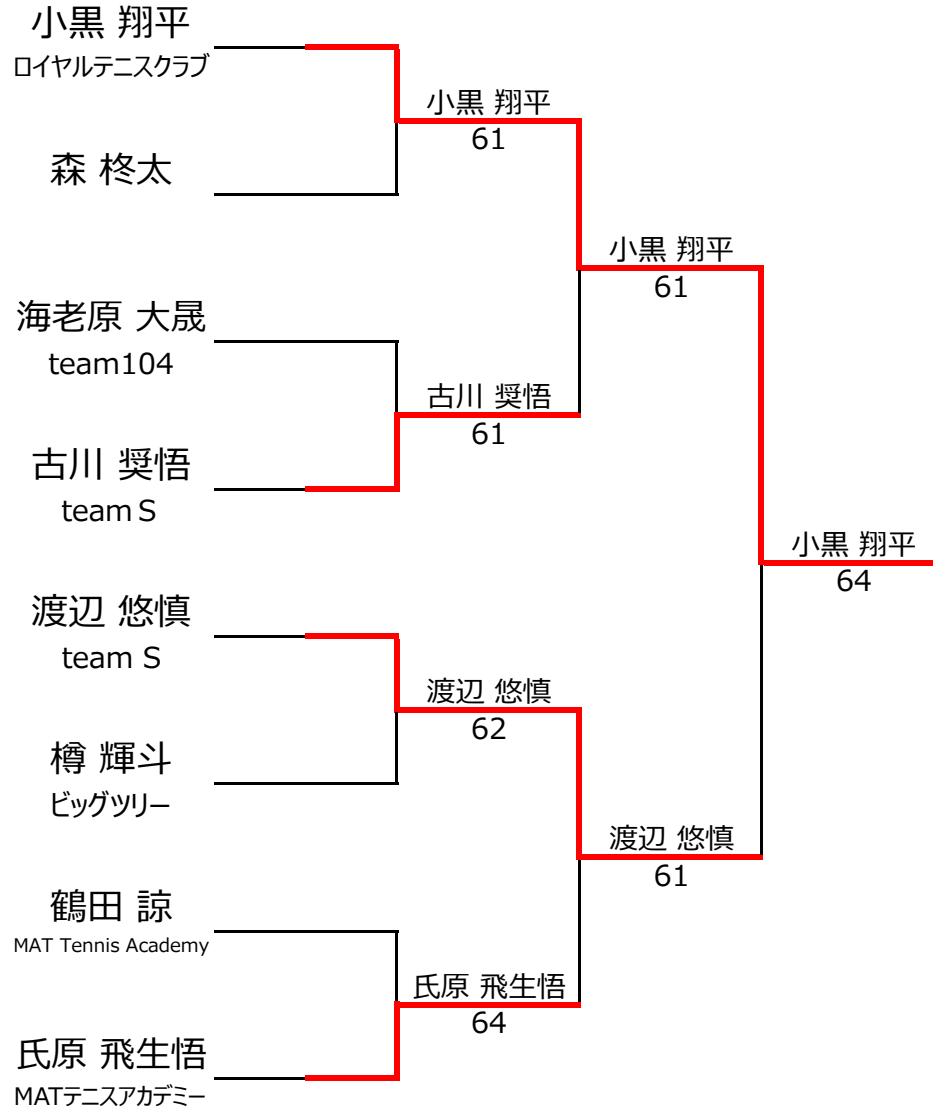 小黒 翔平
ロイヤルテニスクラブ
森 柊太
海老原 大晟
team104
古川 奨悟
team S
渡辺 悠慎
team S
樽 輝斗
ビッグツリー
鶴田 諒
MAT Tennis Academy
氏原 飛生悟
MATテニスアカデミー
小黒 翔平
61
古川 奨悟
61
渡辺 悠慎
62
氏原 飛生悟
64
小黒 翔平
61
渡辺 悠慎
61
小黒 翔平
64